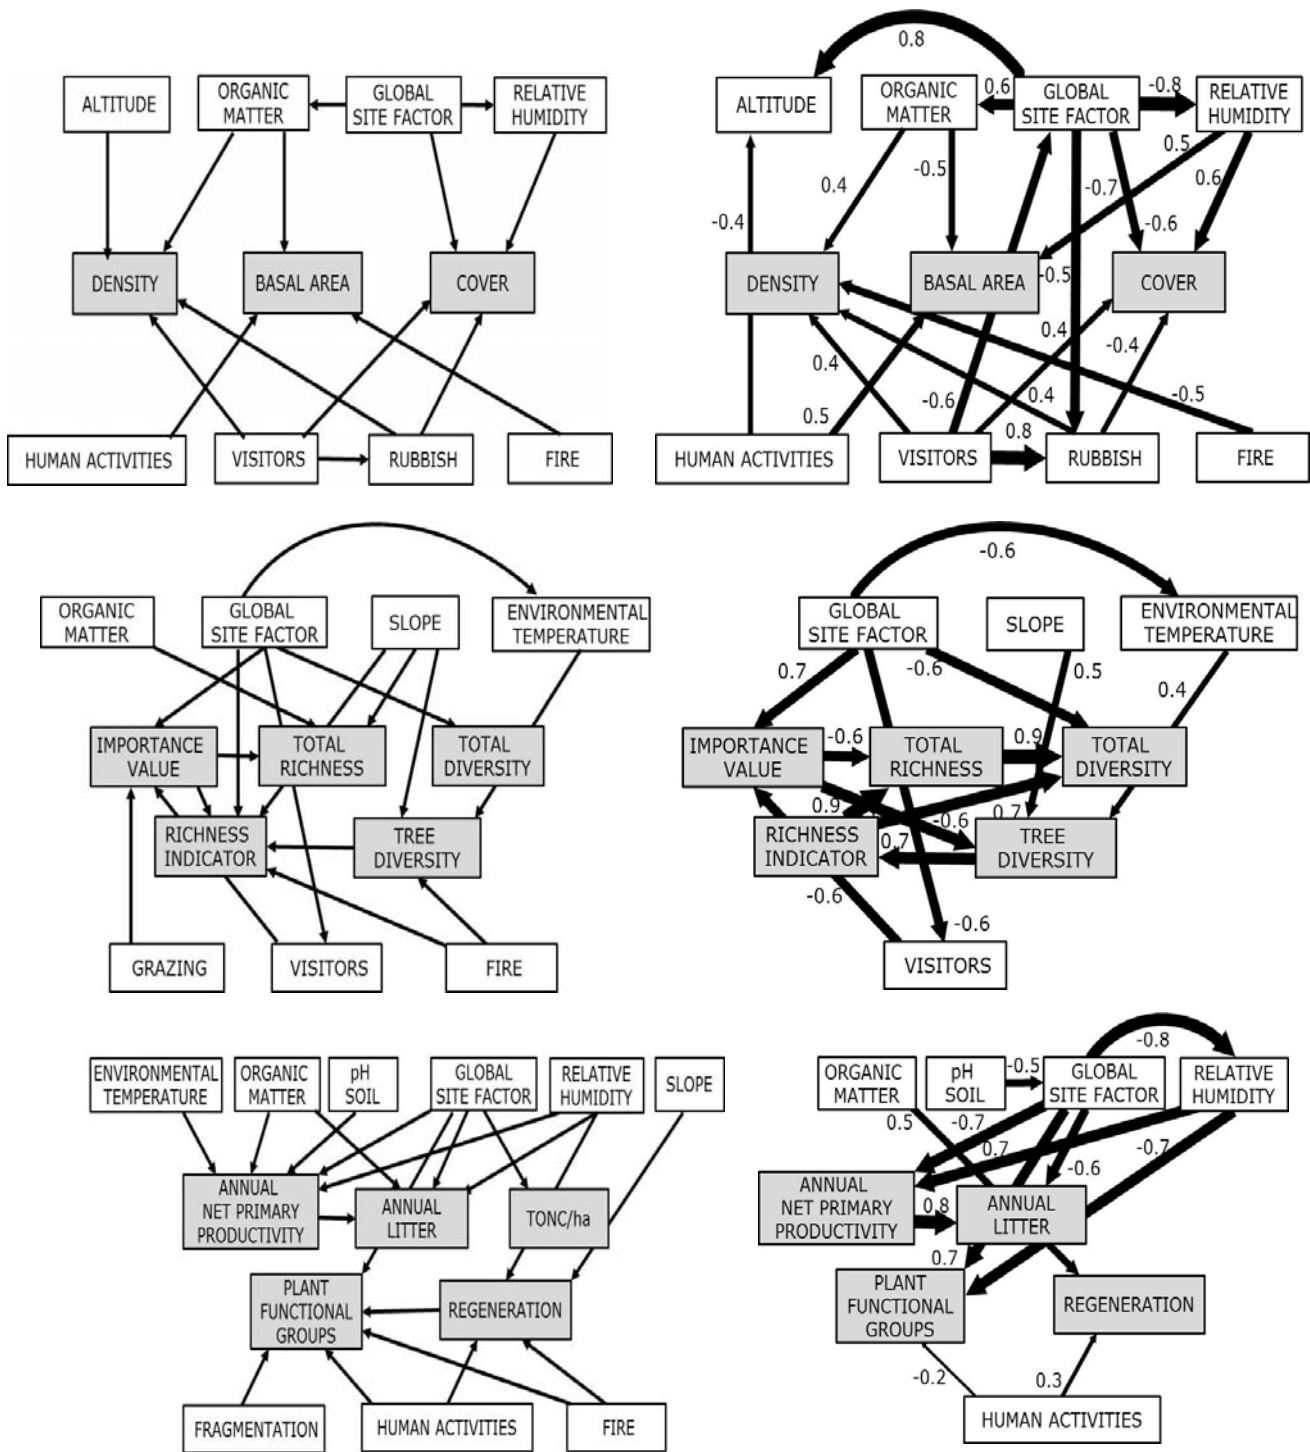 ALTITUDE
ORGANIC
MATTER
GLOBAL
SITE FACTOR
RELATIVE
HUMIDITY
DENSITY
BASAL AREA
COVER
HUMAN ACTIVITIES
VISITORS
RUBBISH
FIRE
0.8
ALTITUDE
ORGANIC
MATTER
0.6
GLOBAL
SITE FACTOR
-0.8
RELATIVE
HUMIDITY
0.4
-0.5
-0.7
0.5
0.6
-0.4
-0.6
DENSITY
BASAL AREA
-0.5
COVER
0.4
0.4
-0.4
0.5
-0.6
0.4
-0.5
0.8
HUMAN ACTIVITIES
VISITORS
RUBBISH
FIRE
ORGANIC
MATTER
GLOBAL
SITE FACTOR
SLOPE
ENVIRONMENTAL
TEMPERATURE
IMPORTANCE
VALUE
TOTAL
RICHNESS
TOTAL
DIVERSITY
RICHNESS
INDICATOR
TREE
DIVERSITY
GRAZING
VISITORS
FIRE
-0.6
GLOBAL
SITE FACTOR
SLOPE
ENVIRONMENTAL
TEMPERATURE
0.7
-0.6
0.5
0.4
IMPORTANCE
VALUE
-0.6
TOTAL
RICHNESS
0.9
TOTAL
DIVERSITY
0.9
-0.6
0.7
RICHNESS
INDICATOR
0.7
TREE
DIVERSITY
-0.6
-0.6
VISITORS
ENVIRONMENTAL
TEMPERATURE
ORGANIC
MATTER
pH
SOIL
GLOBAL
SITE FACTOR
RELATIVE
HUMIDITY
SLOPE
ANNUAL
NET PRIMARY
PRODUCTIVITY
ANNUAL
LITTER
TONC/ha
PLANT
FUNCTIONAL
GROUPS
REGENERATION
FRAGMENTATION
HUMAN ACTIVITIES
FIRE
-0.8
ORGANIC
MATTER
pH
SOIL
-0.5
GLOBAL
SITE FACTOR
RELATIVE
HUMIDITY
0.5
-0.7
0.7
-0.7
-0.6
ANNUAL
NET PRIMARY
PRODUCTIVITY
0.8
ANNUAL
LITTER
0.7
PLANT
FUNCTIONAL
GROUPS
REGENERATION
-0.2
0.3
HUMAN ACTIVITIES